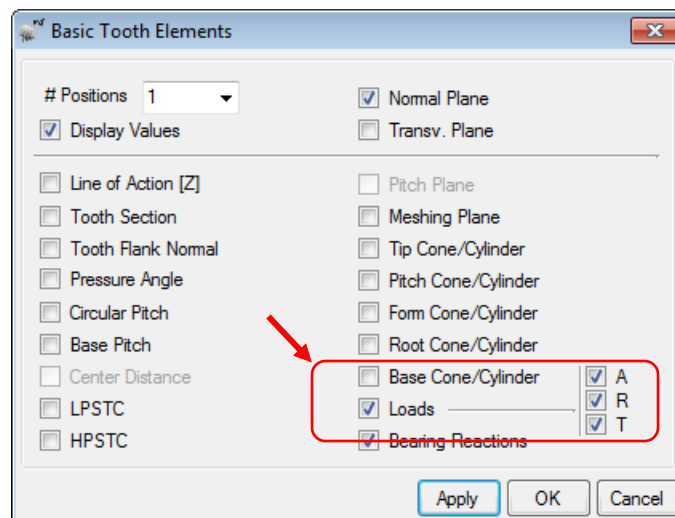 Basic Tooth Elements
# Positions 1
Display Values
Normal Plane
Transv. Plane
Line of Action [Z]
Tooth Section
Tooth Flank Normal
Pressure Angle
Circular Pitch
Base Pitch
Center Distance
LPSTC
HPSTC
Pitch Plane
Meshing Plane
Tip Cone/Cylinder
Pitch Cone/Cylinder
Form Cone/Cylinder
Root Cone/Cylinder
Base Cone/Cylinder
Loads
Bearing Reactions
A
R
T
Apply OK Cancel